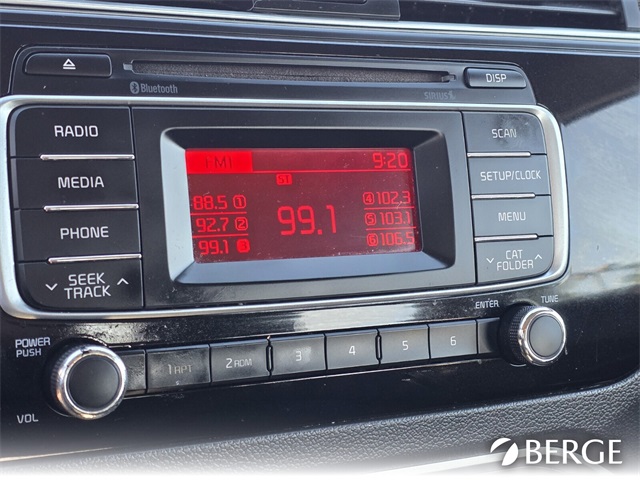 DISP
Bluetooth
SIRIUS
RADIO
SCAN
FM1
9:20
ST
MEDIA
SETUP/CLOCK
88.5 1
4 102.3
92.7 2
99.1
5 103.1
99.1 3
6 106.5
PHONE
MENU
SEEK
TRACK
CAT
FOLDER
ENTER
TUNE
POWER
PUSH
1 RPT
2 RDM
3
4
5
6
VOL
BERGE